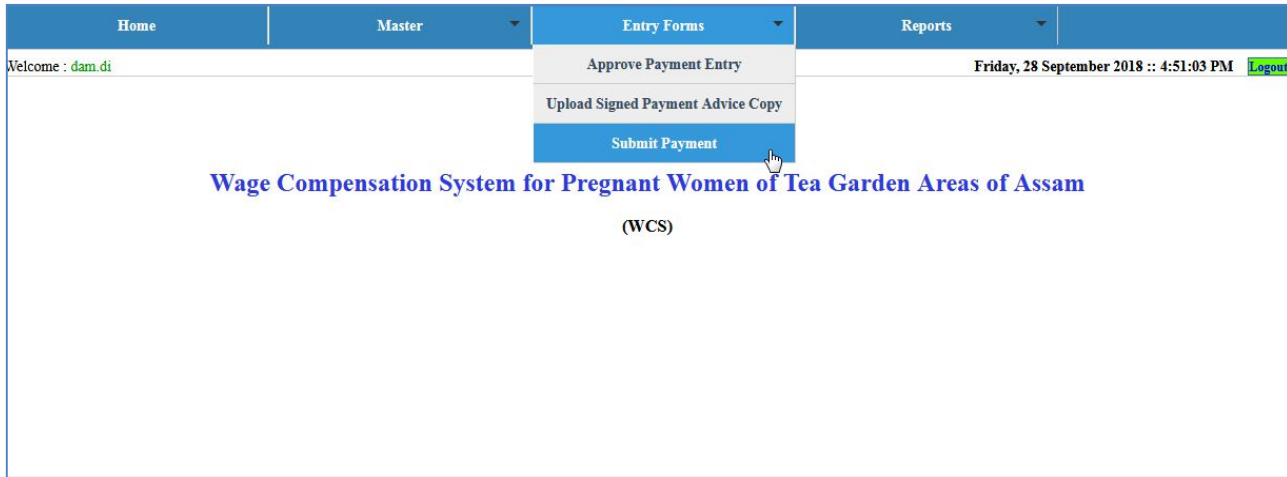 Home Master Entry Forms Reports
Welcome : dam.di Approve Payment Entry Friday, 28 September 2018 :: 4:51:03 PM Logout
Upload Signed Payment Advice Copy
Submit Payment
Wage Compensation System for Pregnant Women of Tea Garden Areas of Assam
(WCS)